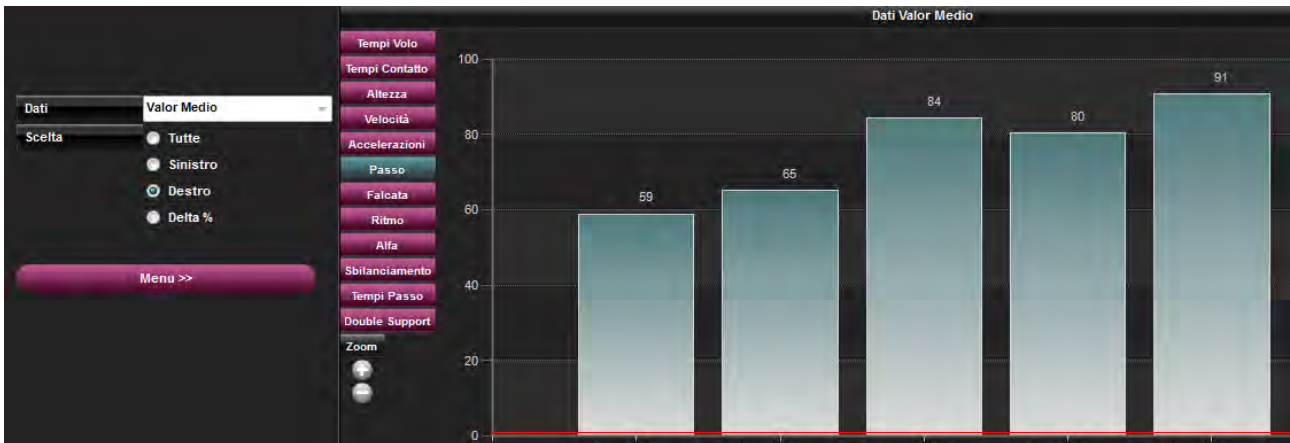 Dati Valor Medio
Dati
Valor Medio
Scelta
Tutte
Sinistro
Destro
Delta %
Menu >>
Tempi Volo
Tempi Contatto
Altezza
Velocità
Accelerazioni
Passo
Falcata
Ritmo
Alfa
Sbilanciamento
Tempi Passo
Double Support
Zoom
100
80
60
40
20
0
59
65
84
80
91